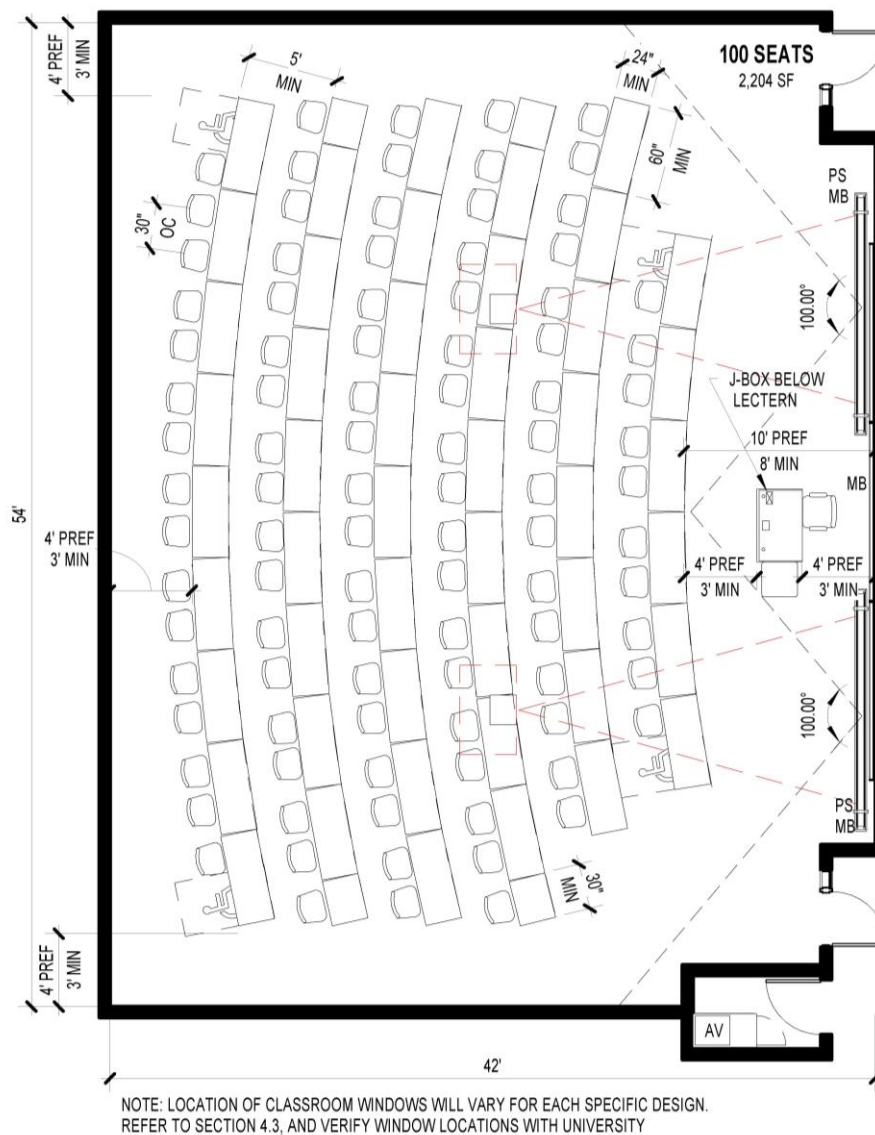 100 SEATS
2,204 SF
4' PREF
3' MIN
5'
MIN
24"
MIN
60"
MIN
30"
OC
PS
MB
100.00°
J-BOX BELOW
LECTERN
10' PREF
8' MIN
MB
54'
4' PREF
3' MIN
4' PREF
3' MIN
4' PREF
3' MIN
100.00°
PS
MB
30"
MIN
4' PREF
3' MIN
AV
42'
NOTE: LOCATION OF CLASSROOM WINDOWS WILL VARY FOR EACH SPECIFIC DESIGN.
REFER TO SECTION 4.3, AND VERIFY WINDOW LOCATIONS WITH UNIVERSITY